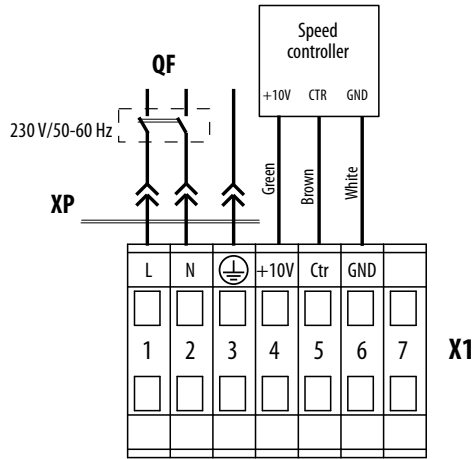 Speed
controller
QF
+10V CTR GND
230 V/50-60 Hz
Green
Brown
White
XP
L N +10V Ctr GND
1 2 3 4 5 6 7
X1